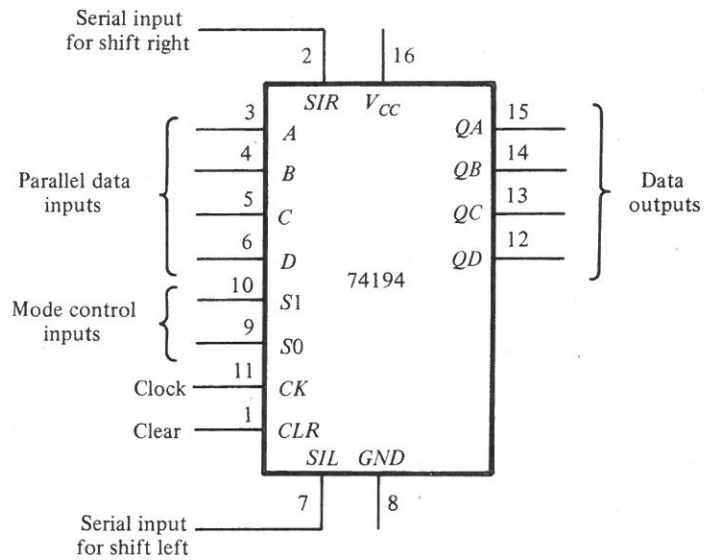 Serial input
for shift right
2
16
SIR
VCC
3
A
4
B
5
C
6
D
Parallel data
inputs
10
S1
9
S0
Mode control
inputs
11
Clock
CK
1
Clear
CLR
74194
15
QA
14
QB
13
QC
12
QD
Data
outputs
SIL
GND
7
8
Serial input
for shift left